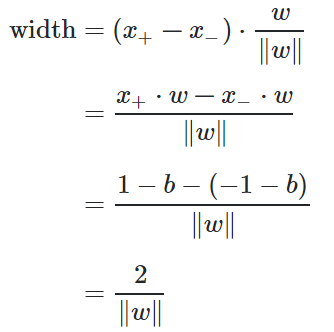 width = (x₊ − x₋) · w / ‖w‖
= x₊ · w − x₋ · w / ‖w‖
= 1 − b − (−1 − b) / ‖w‖
= 2 / ‖w‖